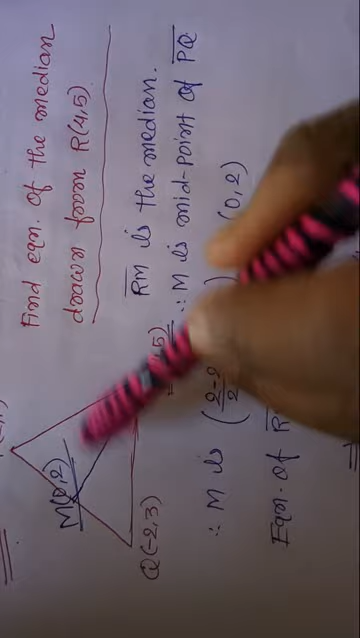 Find eqn. of the median
drawn from R(4,5)
RM is the median.
∴ M is mid-point of PQ
M(0,2)
Q(-2,3)
∴ M is (2-2/2 (0,2)
Eqn. of R